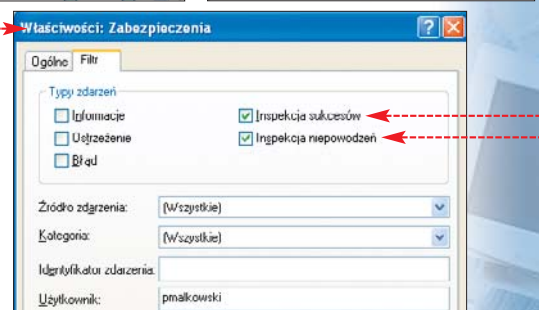 Właściwości: Zabezpieczenia
Ogólne Filtr
Typy zdarzeń
Informacje Inspekcja sukcesów
Ostrzeżenie Inspekcja niepowodzeń
Błąd
Źródło zdarzenia: (Wszystkie)
Kategoria: (Wszystkie)
Identyfikator zdarzenia:
Użytkownik: pmalkowski